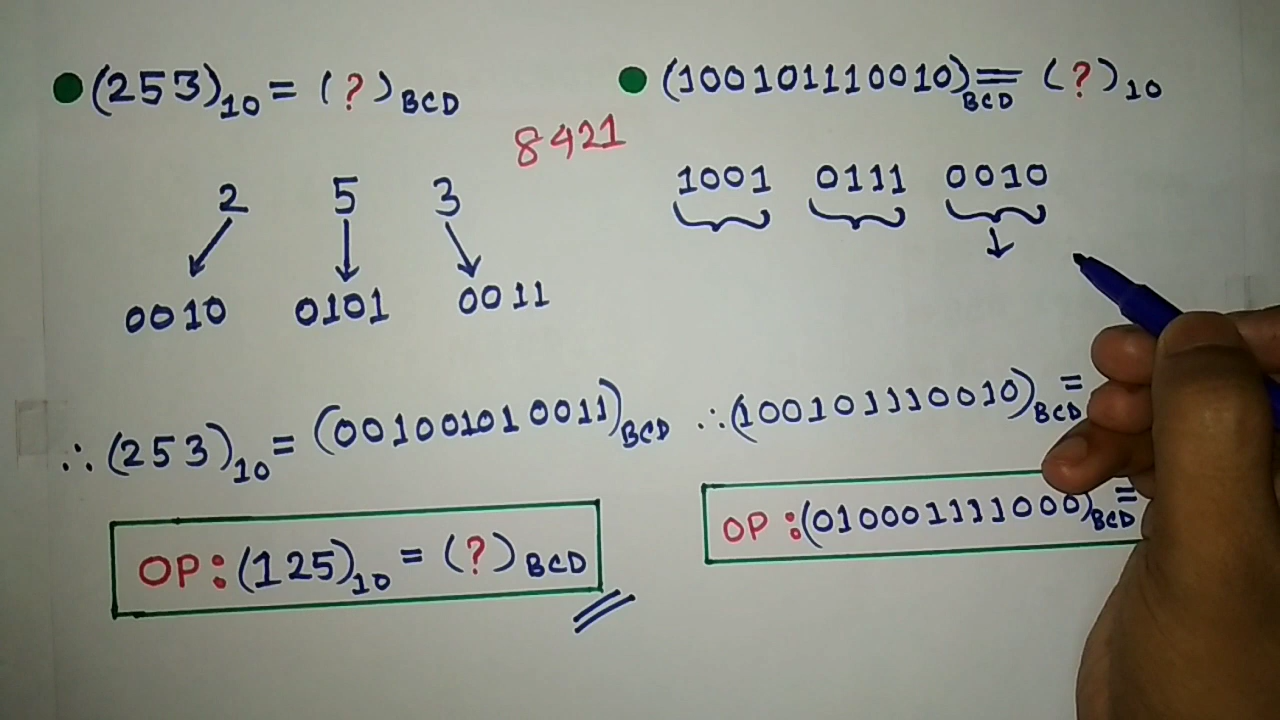 (253)10 = (?)BCD
8421
2 5 3
0010 0101 0011
∴ (253)10 = (001001010011)BCD
OP: (125)10 = (?)BCD
(100101110010)BCD = (?)10
1001 0111 0010
∴ (100101110010)BCD =
OP: (010001111000)BCD =